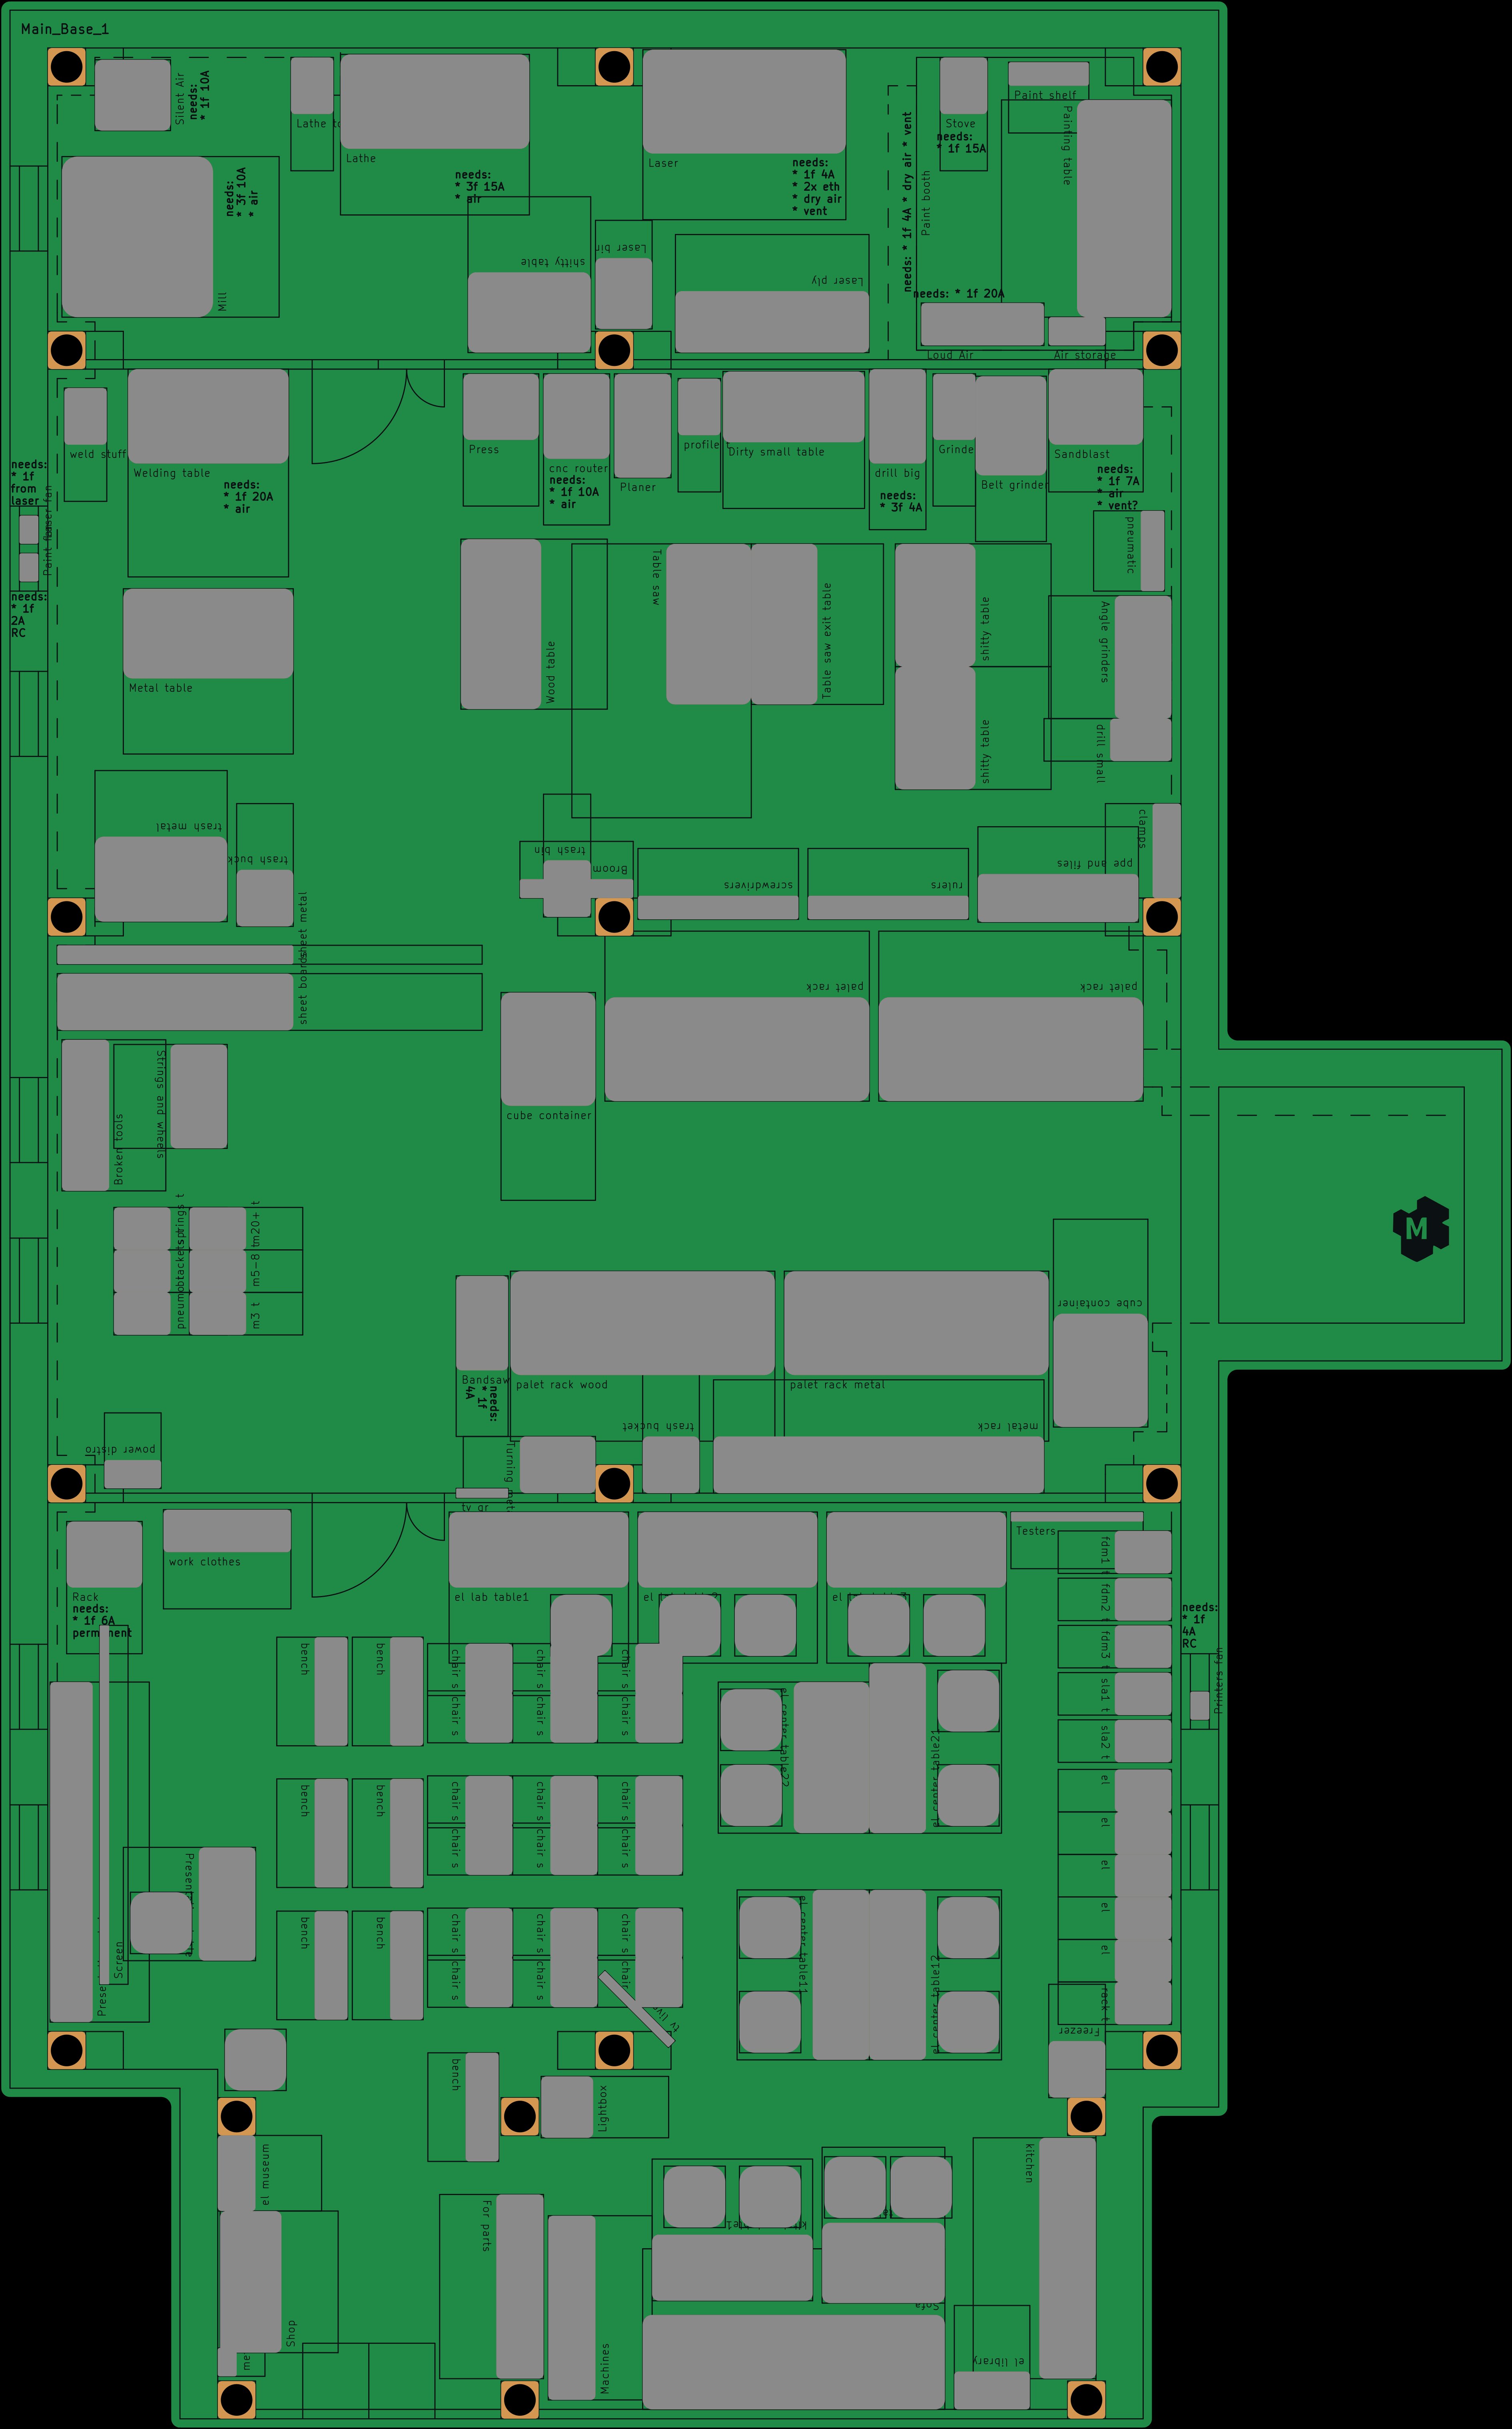 Main_Base_1
Silent Air
needs:
* 1f 10A
Lathe
Lathe
needs:
* 3f 15A
* air
Laser
needs:
* 1f 4A
* 2x eth
* dry air
* vent
Stove
needs:
* 1f 15A
Paint shelf
Painting table
Paint booth
needs: * 1f 4A * dry air * vent
Mill
needs:
* 3f 10A
* air
shitty table
Laser bin
Laser ply
needs: * 1f 20A
Loud Air
Air storage
weld stuff
Welding table
needs:
* 1f 20A
* air
Press
cnc router
needs:
* 1f 10A
* air
Planer
profile
Dirty small table
drill big
needs:
* 3f 4A
Grinde
Belt grinder
Sandblast
needs:
* 1f 7A
* air
* vent?
pneumatic
needs:
* 1f
from
laser
Laser fan
Paint fan
needs:
* 1f
2A
RC
Metal table
Wood table
Table saw
Table saw exit table
shitty table
shitty table
Angle grinders
drill small
clamps
trash metal
trash buck
trash bin
Broom
screwdrivers
rulers
ppe and files
sheet metal
sheet boards
cube container
palet rack
palet rack
Broken tools
Strings and wheels
springs t
m20+ t
m5-8 t
m3 t
M
Bandsaw
needs:
* 1f
4A
palet rack wood
palet rack metal
cube container
power distro
Turning met
trash bucket
metal rack
tv gr
Rack
needs:
* 1f 6A
permanent
work clothes
el lab table1
Testers
fdm1 t
fdm2 t
fdm3 t
sla1 t
sla2 t
needs:
* 1f
4A
RC
Printers fan
bench
bench
chair s
chair s
chair s
chair s
chair s
chair s
el center table22
el center table21
bench
bench
chair s
chair s
chair s
chair s
chair s
chair s
el
el
el
el
el
rack t
Screen
Prese
bench
bench
chair s
chair s
chair s
chair s
chair s
chair
tv live
el center table11
el center table12
Freezer
bench
Lightbox
el museum
Shop
me
For parts
Machines
kitchen
Sofa
el library